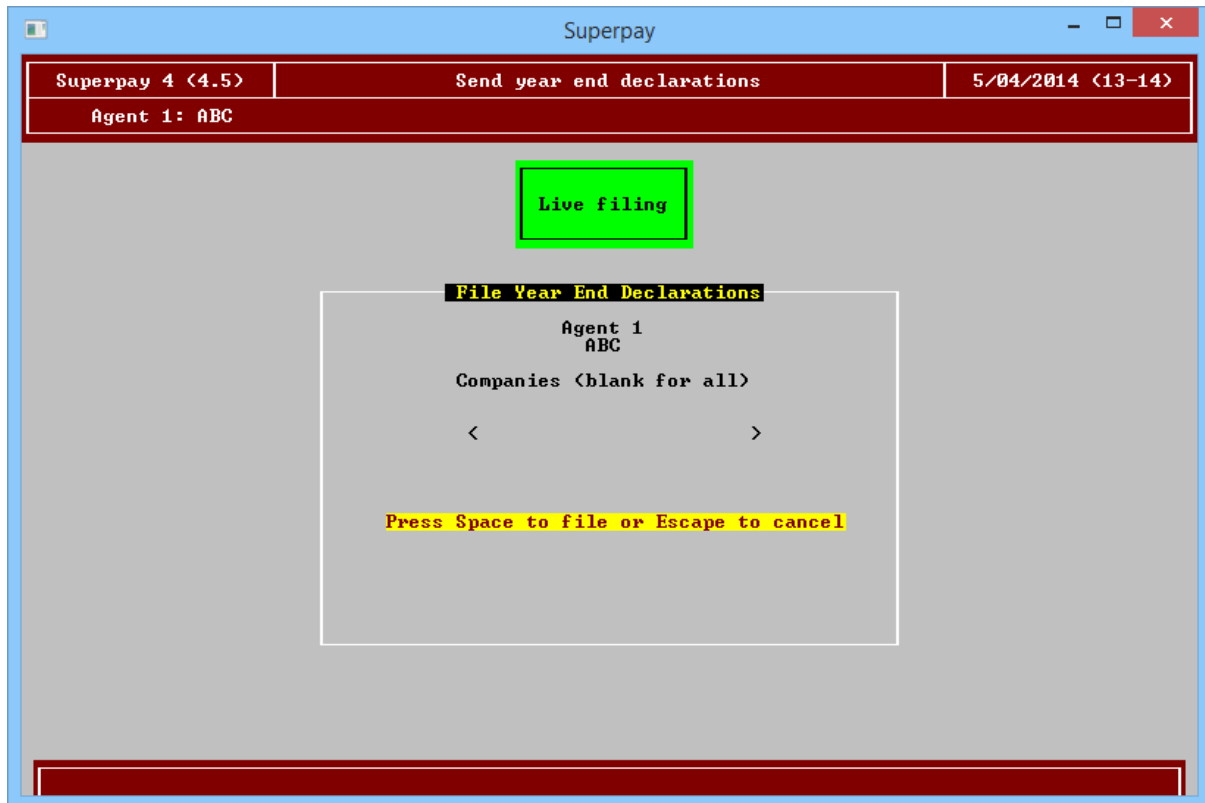 Superpay
Superpay 4 (4.5) Send year end declarations 5/04/2014 (13-14)
Agent 1: ABC
Live filing
File Year End Declarations
Agent 1
ABC
Companies (blank for all)
< >
Press Space to file or Escape to cancel